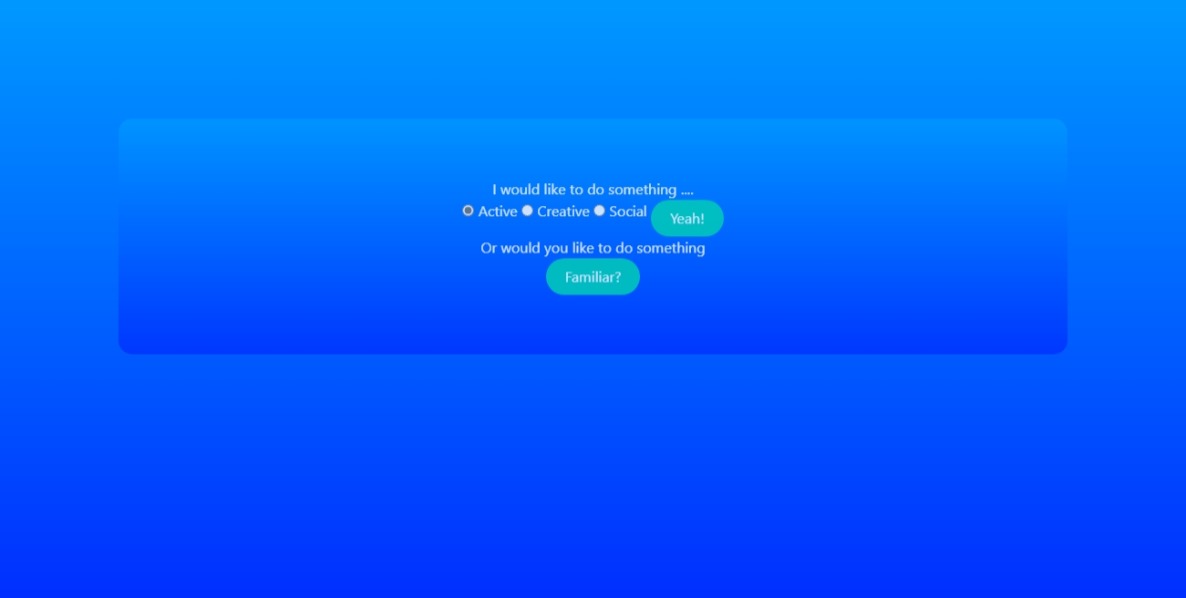 I would like to do something ....
Active Creative Social Yeah!
Or would you like to do something
Familiar?